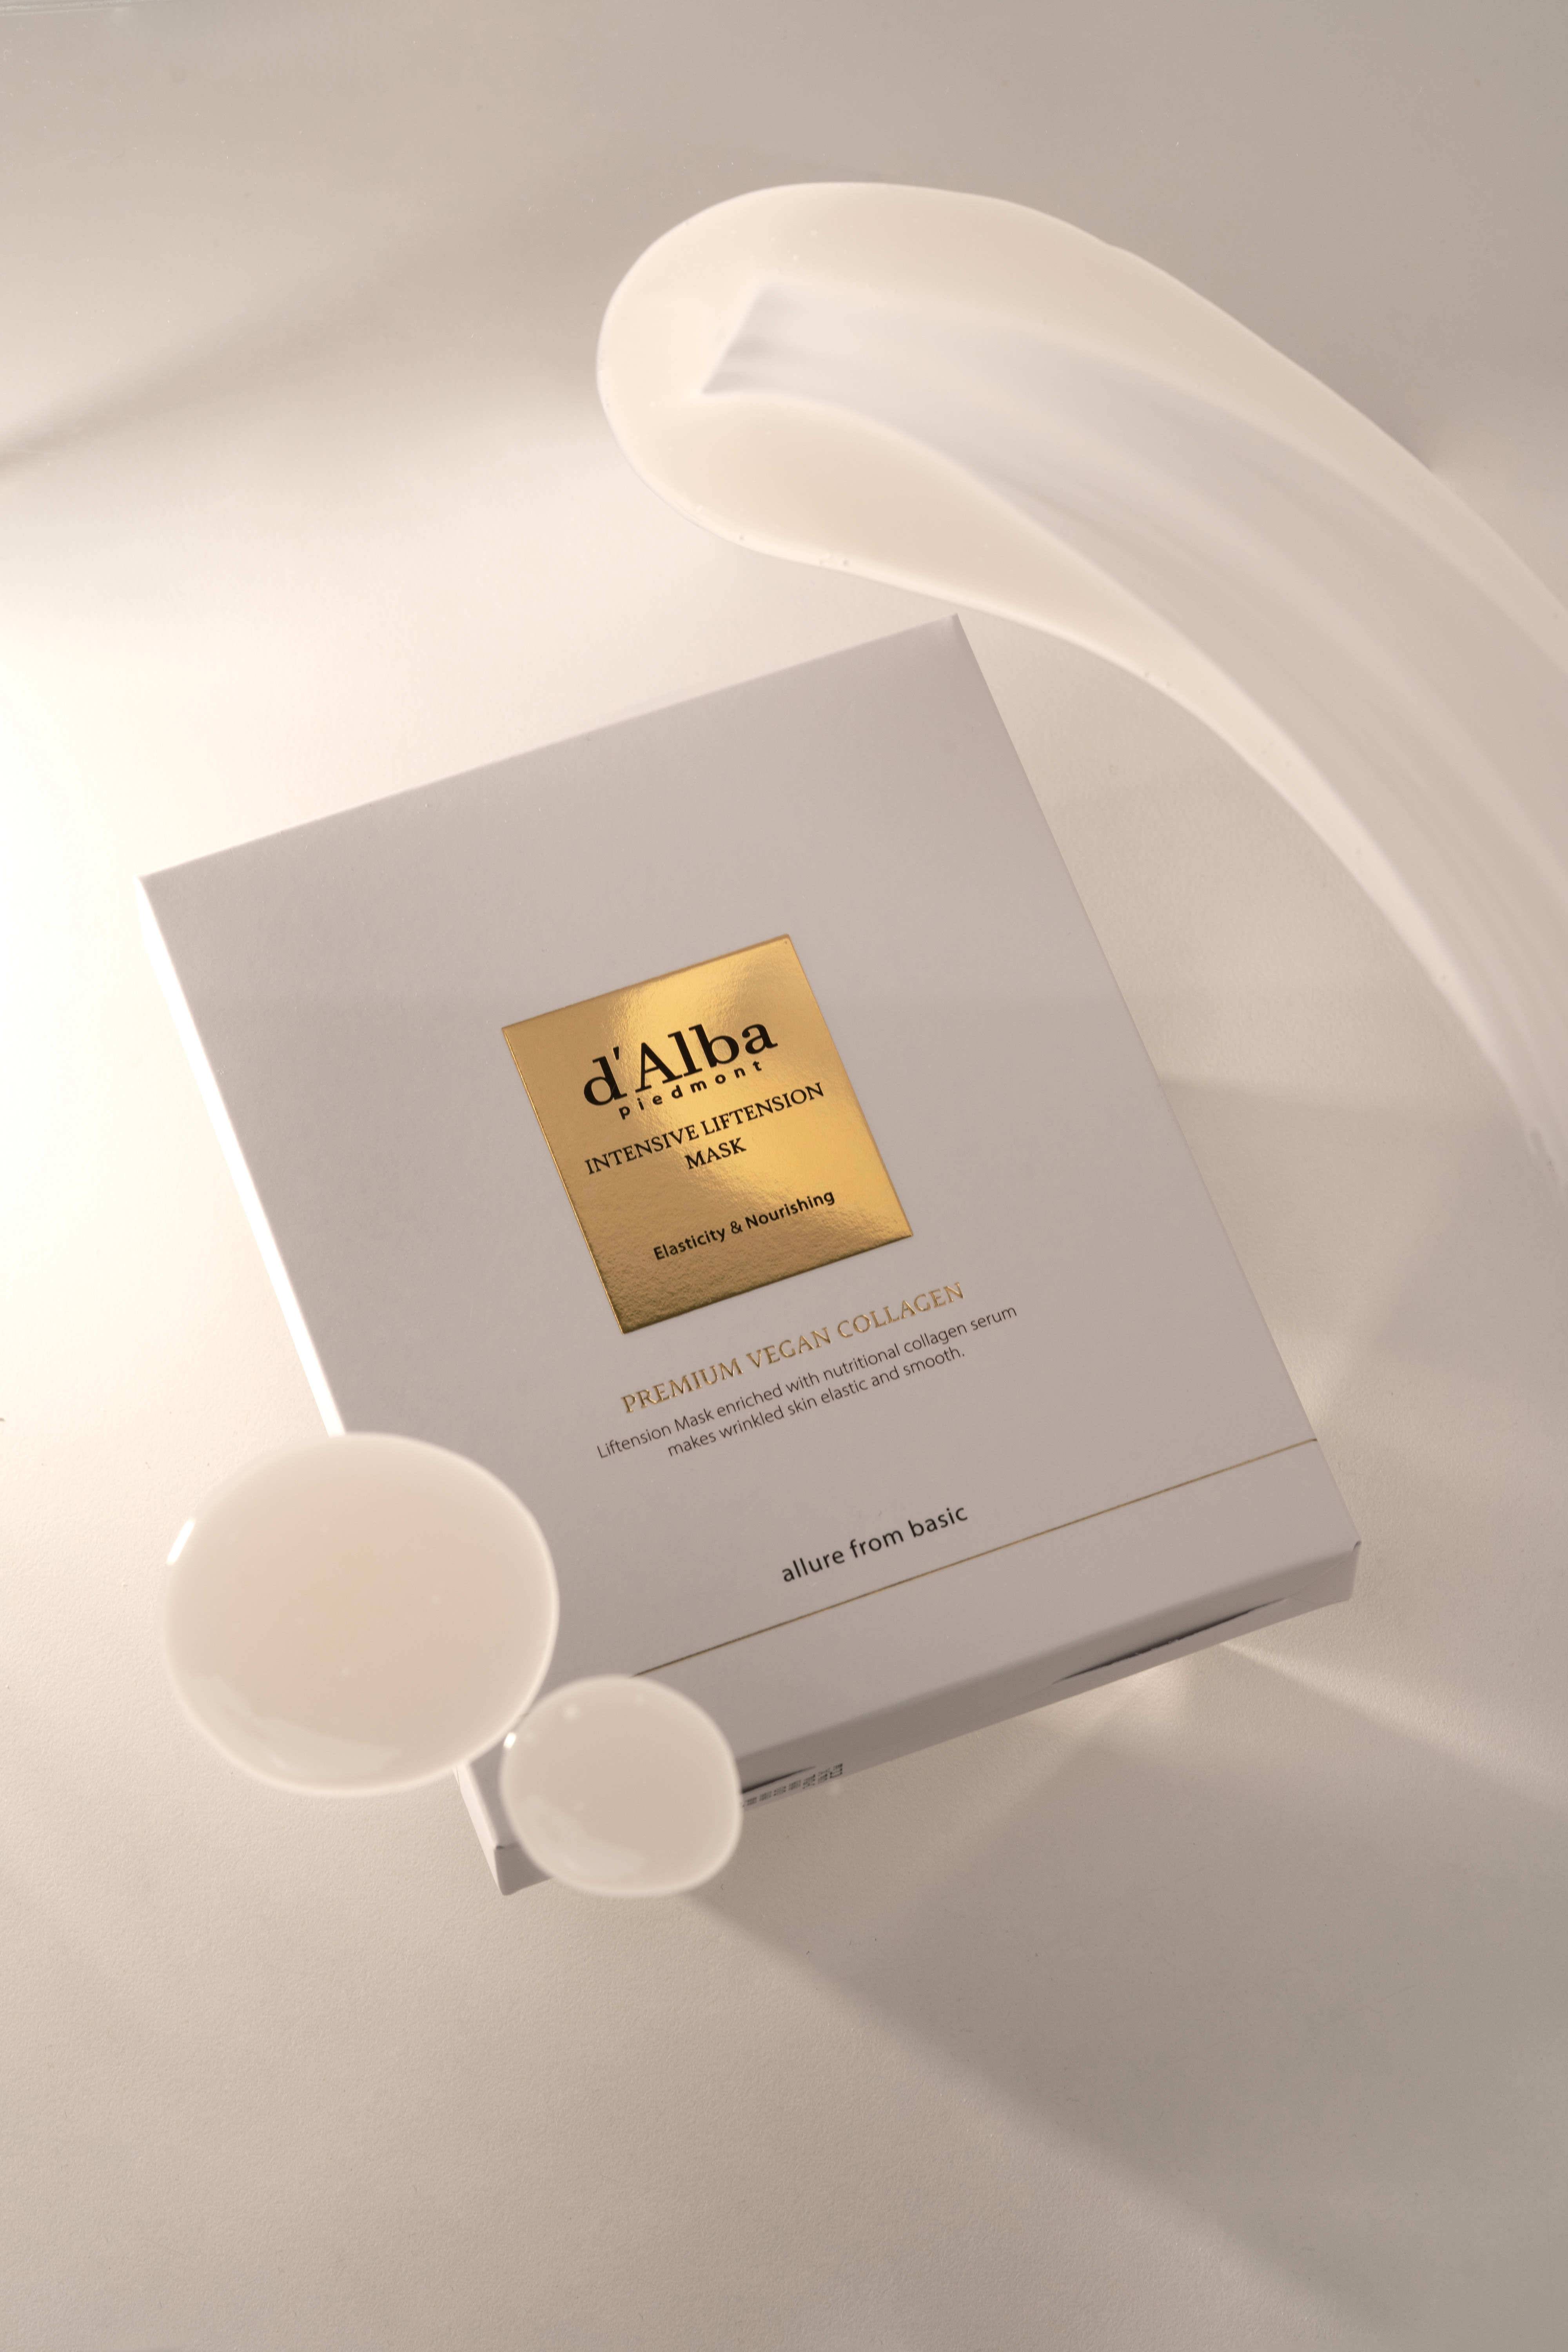 d'Alba
piedmont
INTENSIVE LIFTENSION
MASK
Elasticity & Nourishing
PREMIUM VEGAN COLLAGEN
Liftension Mask enriched with nutritional collagen serum
makes wrinkled skin elastic and smooth.
allure from basic